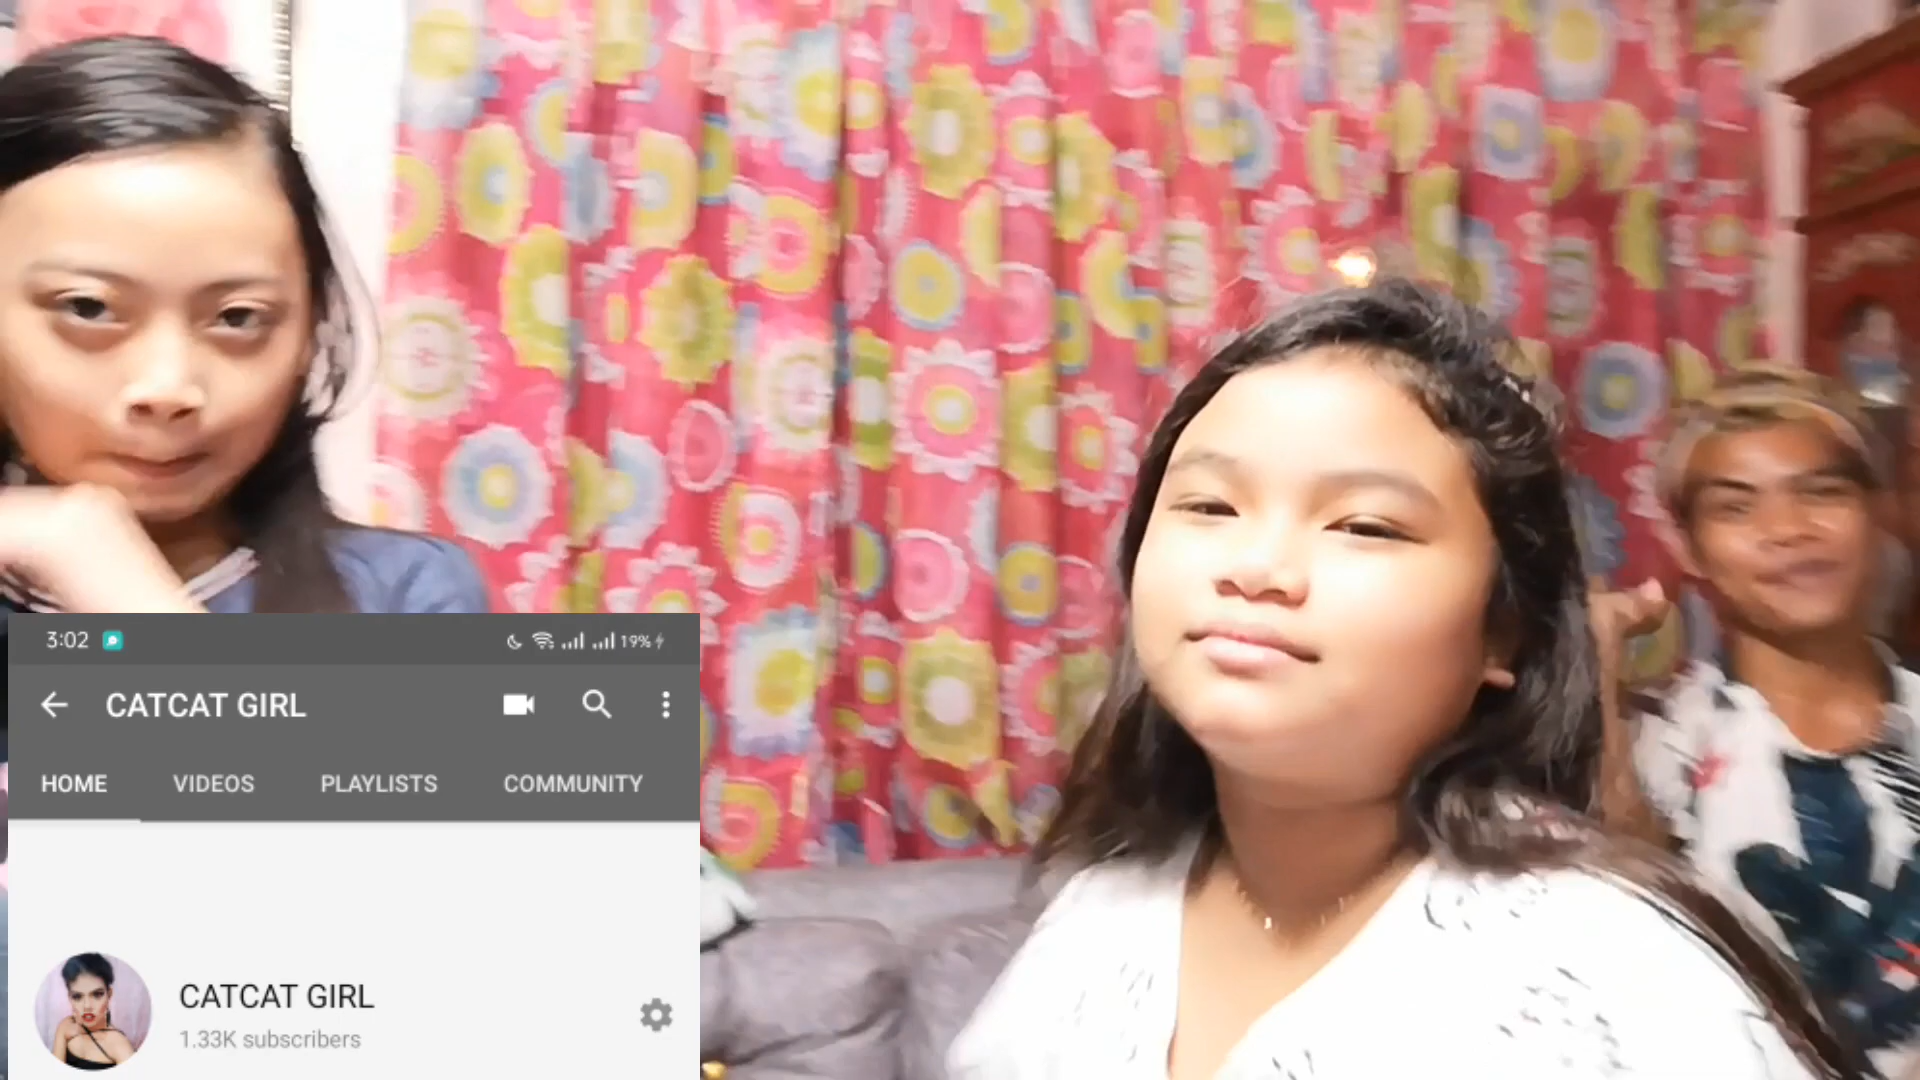 3:02 19%
CATCAT GIRL
HOME VIDEOS PLAYLISTS COMMUNITY
CATCAT GIRL
1.33K subscribers